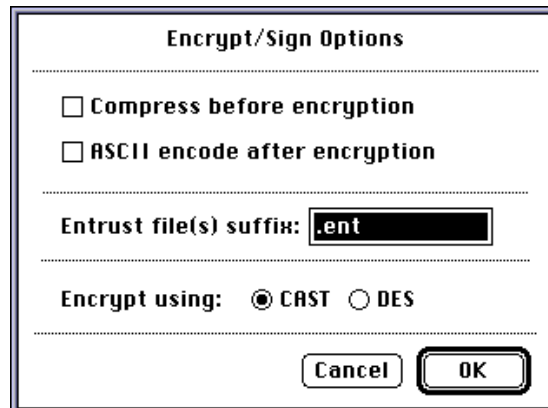 Encrypt/Sign Options
Compress before encryption
ASCII encode after encryption
Entrust file(s) suffix: .ent
Encrypt using: CAST DES
Cancel OK